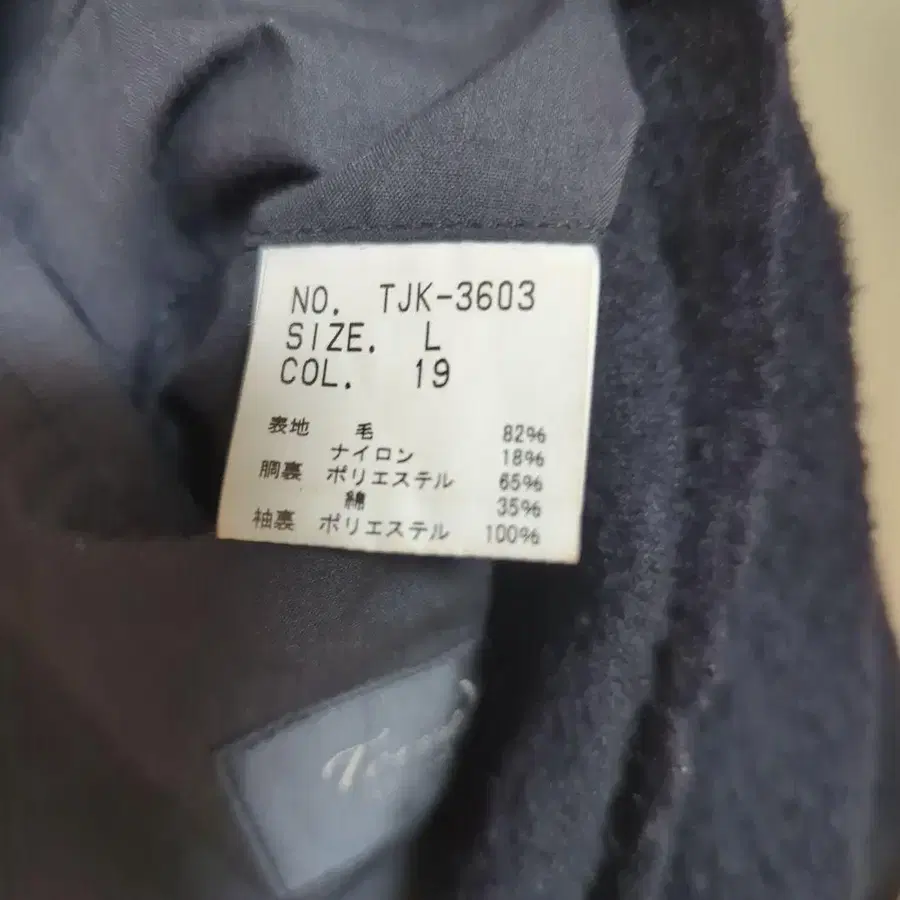 NO. TJK-3603
SIZE. L
COL. 19
表地 毛 82%
ナイロン 18%
胴裏 ポリエステル 65%
綿 35%
袖裏 ポリエステル 100%